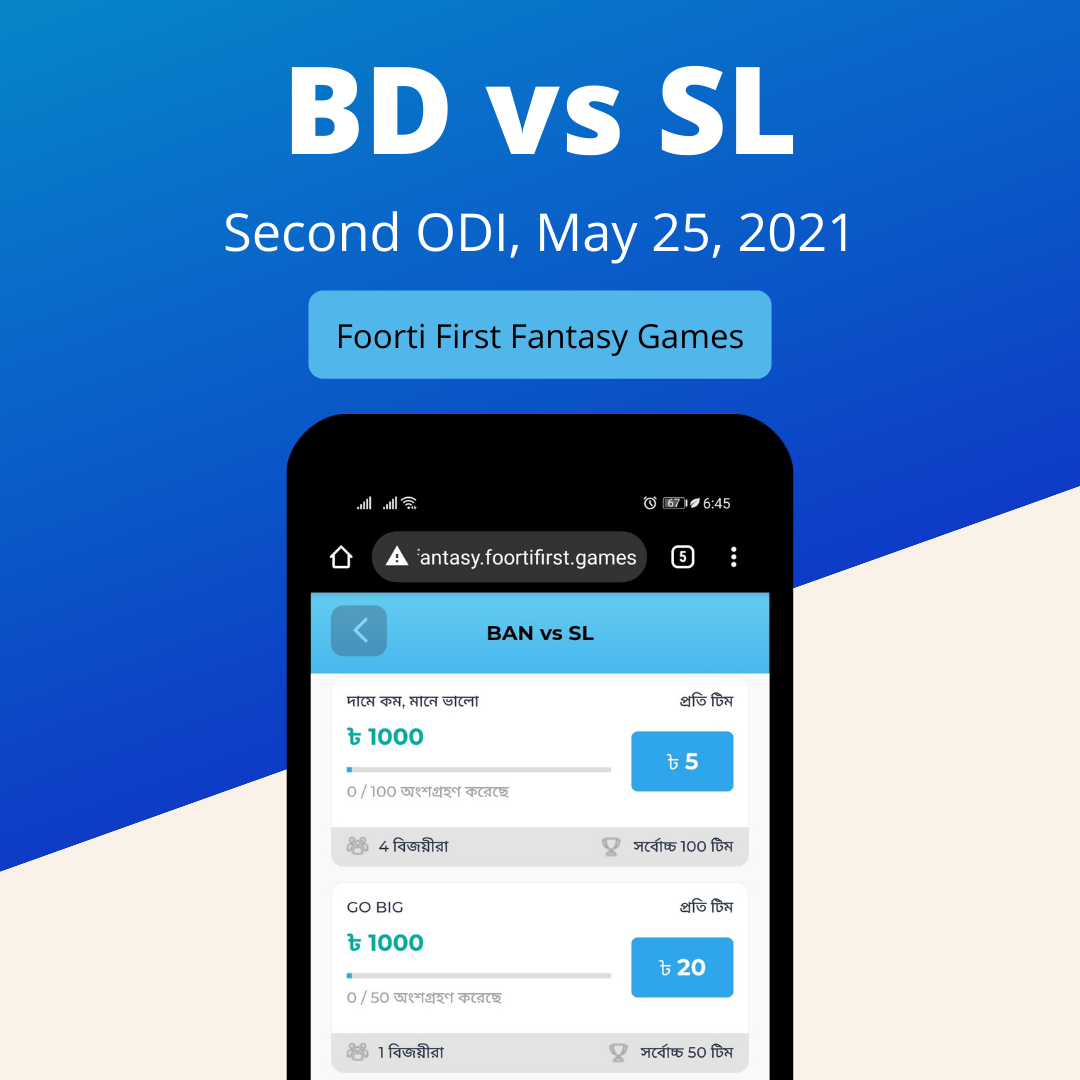 BD vs SL
Second ODI, May 25, 2021
Foorti First Fantasy Games
67 6:45
antasy.foortifirst.games 5
BAN vs SL
দামে কম, মানে ভালো প্রতি টিম
৳ 1000
৳ 5
0 / 100 অংশগ্রহণ করেছে
4 বিজয়ীরা সর্বোচ্চ 100 টিম
GO BIG প্রতি টিম
৳ 1000
৳ 20
0 / 50 অংশগ্রহণ করেছে
1 বিজয়ীরা সর্বোচ্চ 50 টিম